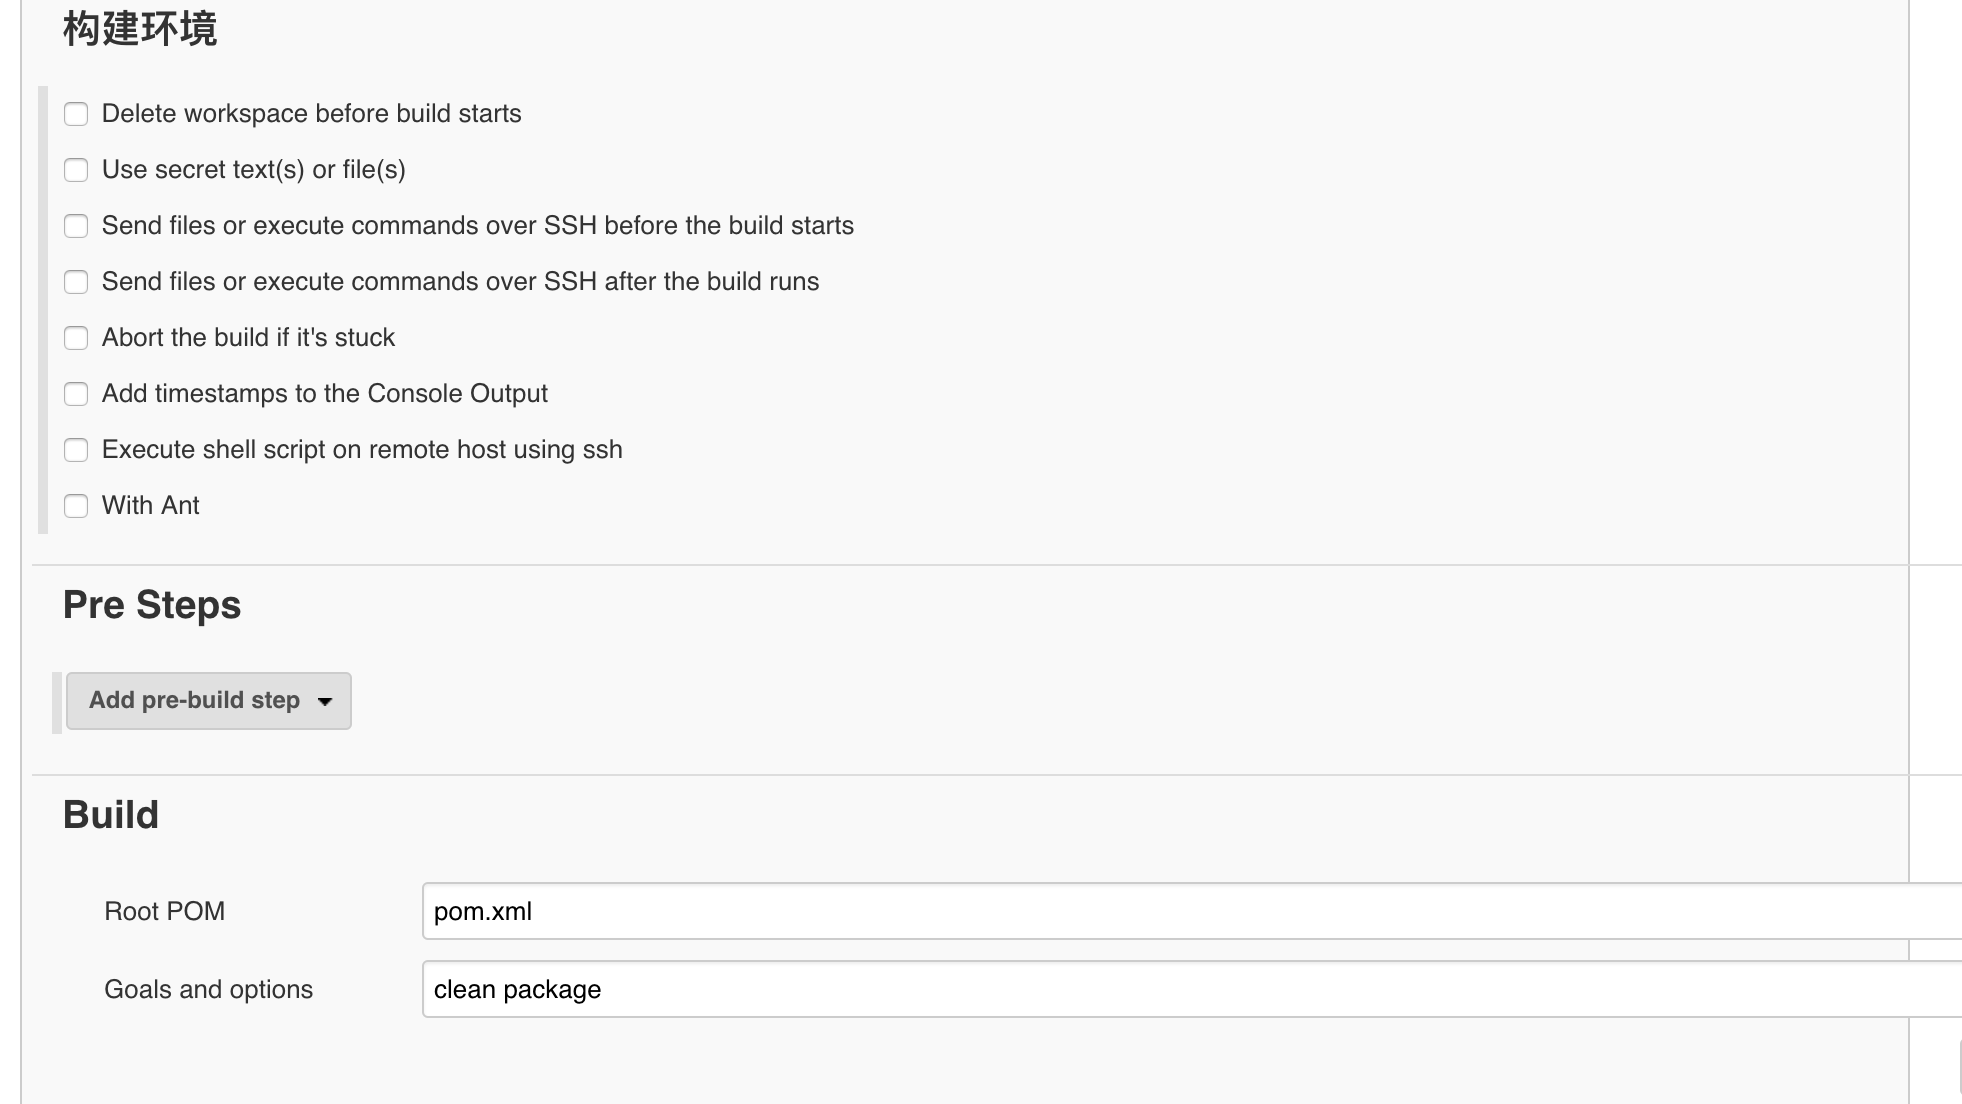 构建环境
Delete workspace before build starts
Use secret text(s) or file(s)
Send files or execute commands over SSH before the build starts
Send files or execute commands over SSH after the build runs
Abort the build if it's stuck
Add timestamps to the Console Output
Execute shell script on remote host using ssh
With Ant
Pre Steps
Add pre-build step
Build
Root POM
pom.xml
Goals and options
clean package